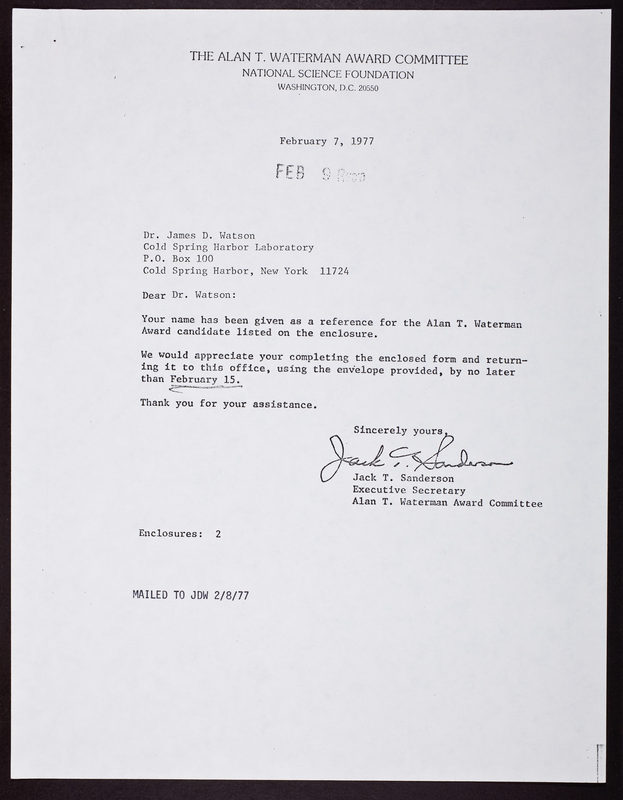 THE ALAN T. WATERMAN AWARD COMMITTEE
NATIONAL SCIENCE FOUNDATION
WASHINGTON, D.C. 20550
February 7, 1977
FEB 9
Dr. James D. Watson
Cold Spring Harbor Laboratory
P.O. Box 100
Cold Spring Harbor, New York 11724
Dear Dr. Watson:
Your name has been given as a reference for the Alan T. Waterman
Award candidate listed on the enclosure.
We would appreciate your completing the enclosed form and return-
ing it to this office, using the envelope provided, by no later
than February 15.
Thank you for your assistance.
Sincerely yours,
Jack T. Sanderson
Jack T. Sanderson
Executive Secretary
Alan T. Waterman Award Committee
Enclosures: 2
MAILED TO JDW 2/8/77